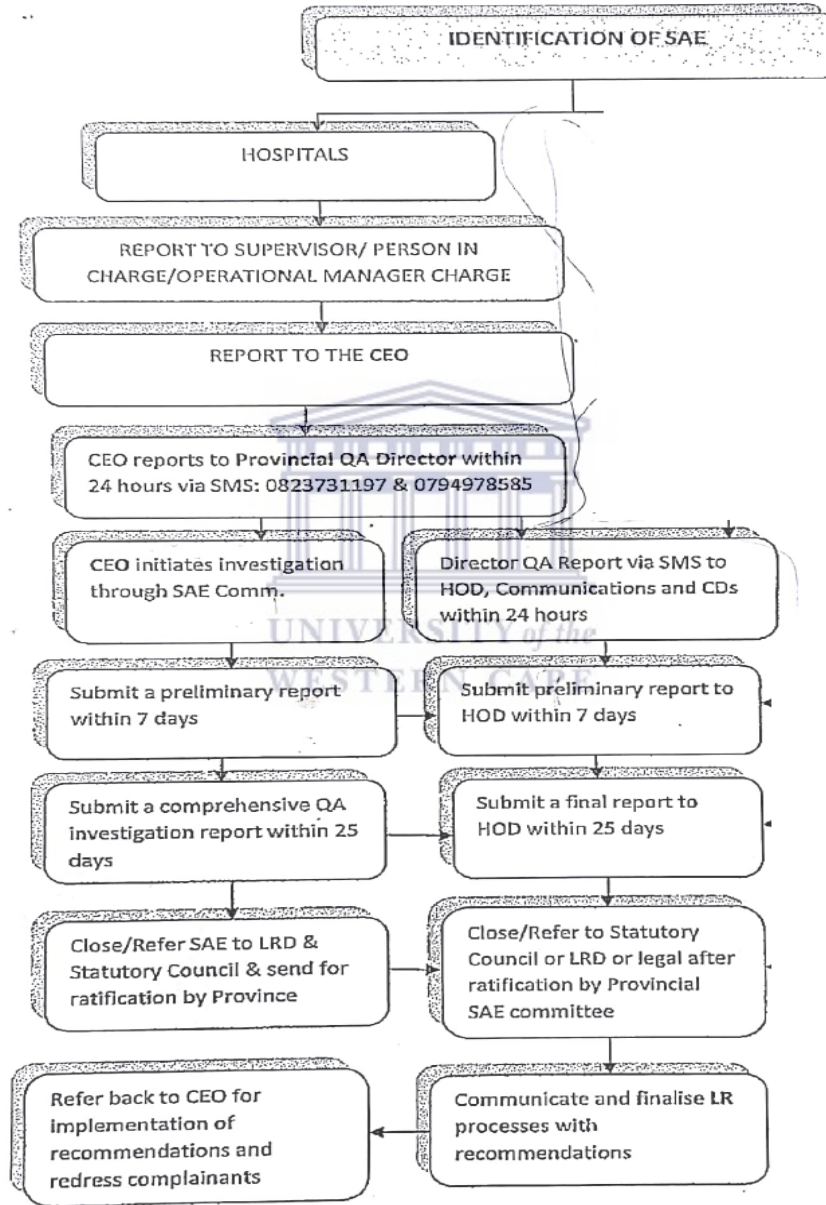 IDENTIFICATION OF SAE
HOSPITALS
REPORT TO SUPERVISOR/ PERSON IN
CHARGE/OPERATIONAL MANAGER CHARGE
REPORT TO THE CEO
CEO reports to Provincial QA Director within
24 hours via SMS: 0823731197 & 0794978585
CEO initiates investigation
through SAE Comm.
Director QA Report via SMS to
HOD, Communications and CDs
within 24 hours
UNIVERSITY of the
WESTERN CAPE
Submit a preliminary report
within 7 days
Submit preliminary report to
HOD within 7 days
Submit a comprehensive QA
investigation report within 25
days
Submit a final report to
HOD within 25 days
Close/Refer SAE to LRD &
Statutory Council & send for
ratification by Province
Close/Refer to Statutory
Council or LRD or legal after
ratification by Provincial
SAE committee
Refer back to CEO for
implementation of
recommendations and
redress complainants
Communicate and finalise LR
processes with
recommendations